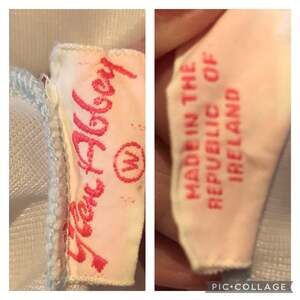 Glen Abbey
W
MADE IN THE
REPUBLIC OF
IRELAND
PIC•COLLAGE